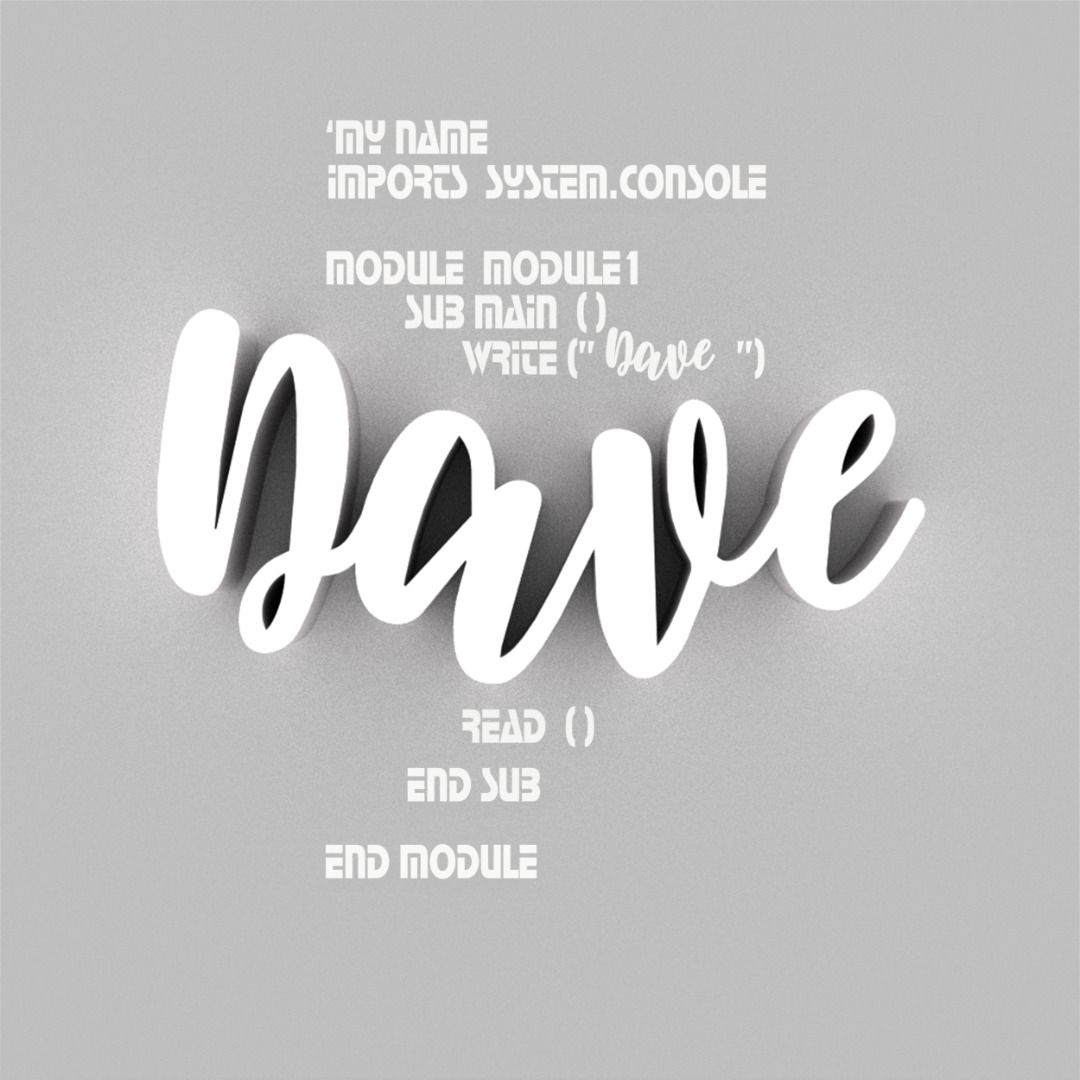 ‘MY NAME
IMPORTS SYSTEM.CONSOLE
MODULE MODULE1
SUB MAIN ()
WRITE (" Dave ")
Dave
READ ()
END SUB
END MODULE